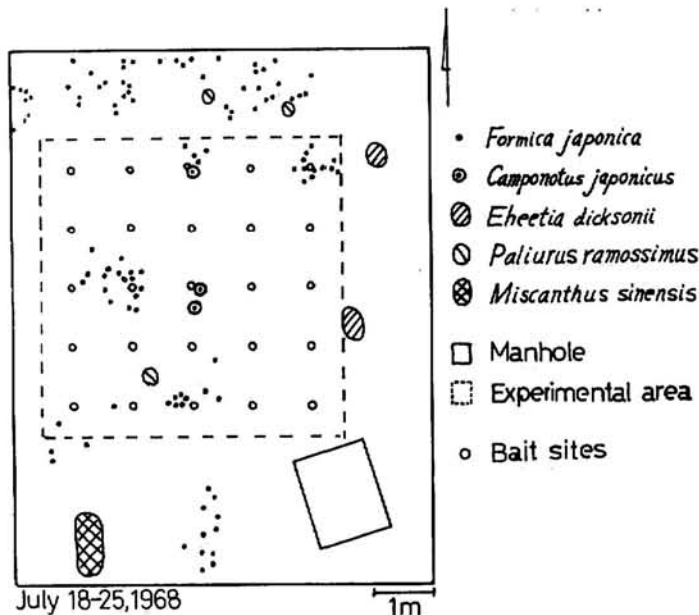 Formica japonica
Camponotus japonicus
Eheetia dicksonii
Paliurus ramossimus
Miscanthus sinensis
Manhole
Experimental area
Bait sites
July 18-25,1968
1m